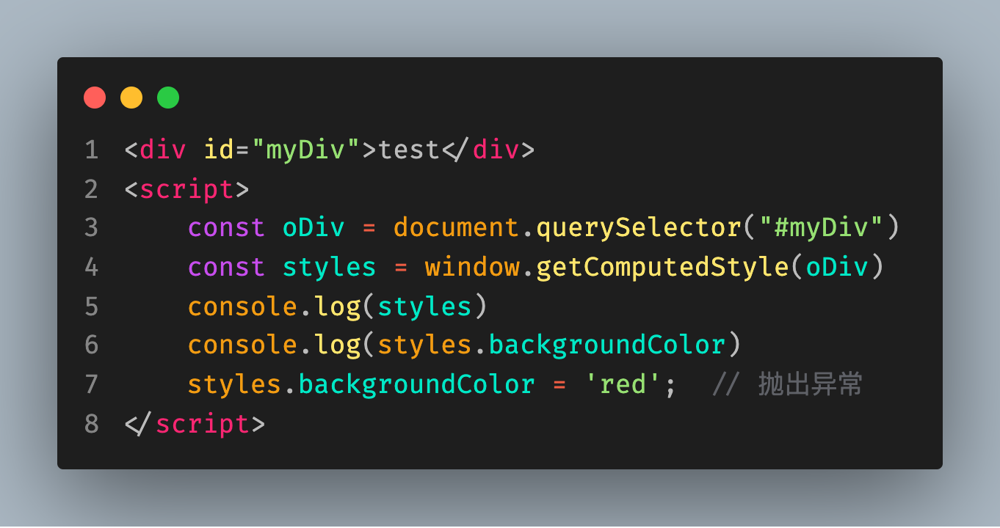 1 <div id="myDiv">test</div>
2 <script>
3     const oDiv = document.querySelector("#myDiv")
4     const styles = window.getComputedStyle(oDiv)
5     console.log(styles)
6     console.log(styles.backgroundColor)
7     styles.backgroundColor = 'red';  // 抛出异常
8 </script>